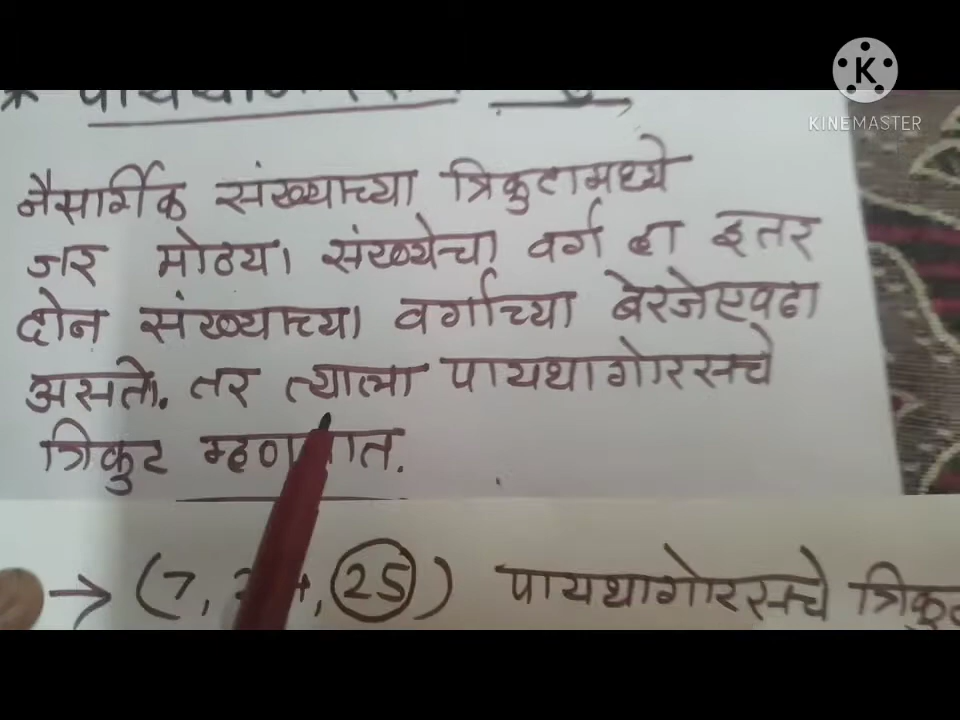 K
KINEMASTER
नैसर्गिक संख्याच्या त्रिकुटामध्ये
जर मोठया संख्येचा वर्ग हा इतर
दोन संख्याच्या वर्गाच्या बेरजेएवढा
असतो. तर त्याला पायथागोरसचे
त्रिकुट म्हणतात.
→ (7, 24, 25) पायथागोरसचे त्रिकुट